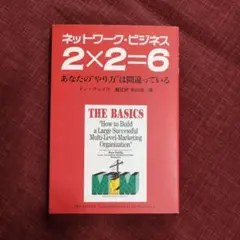 ネットワーク・ビジネス
2×2=6
あなたの“やり方”は間違っている
THE BASICS
"How to Build
a Large Successful
Multi-Level-Marketing
Organization"
MLM